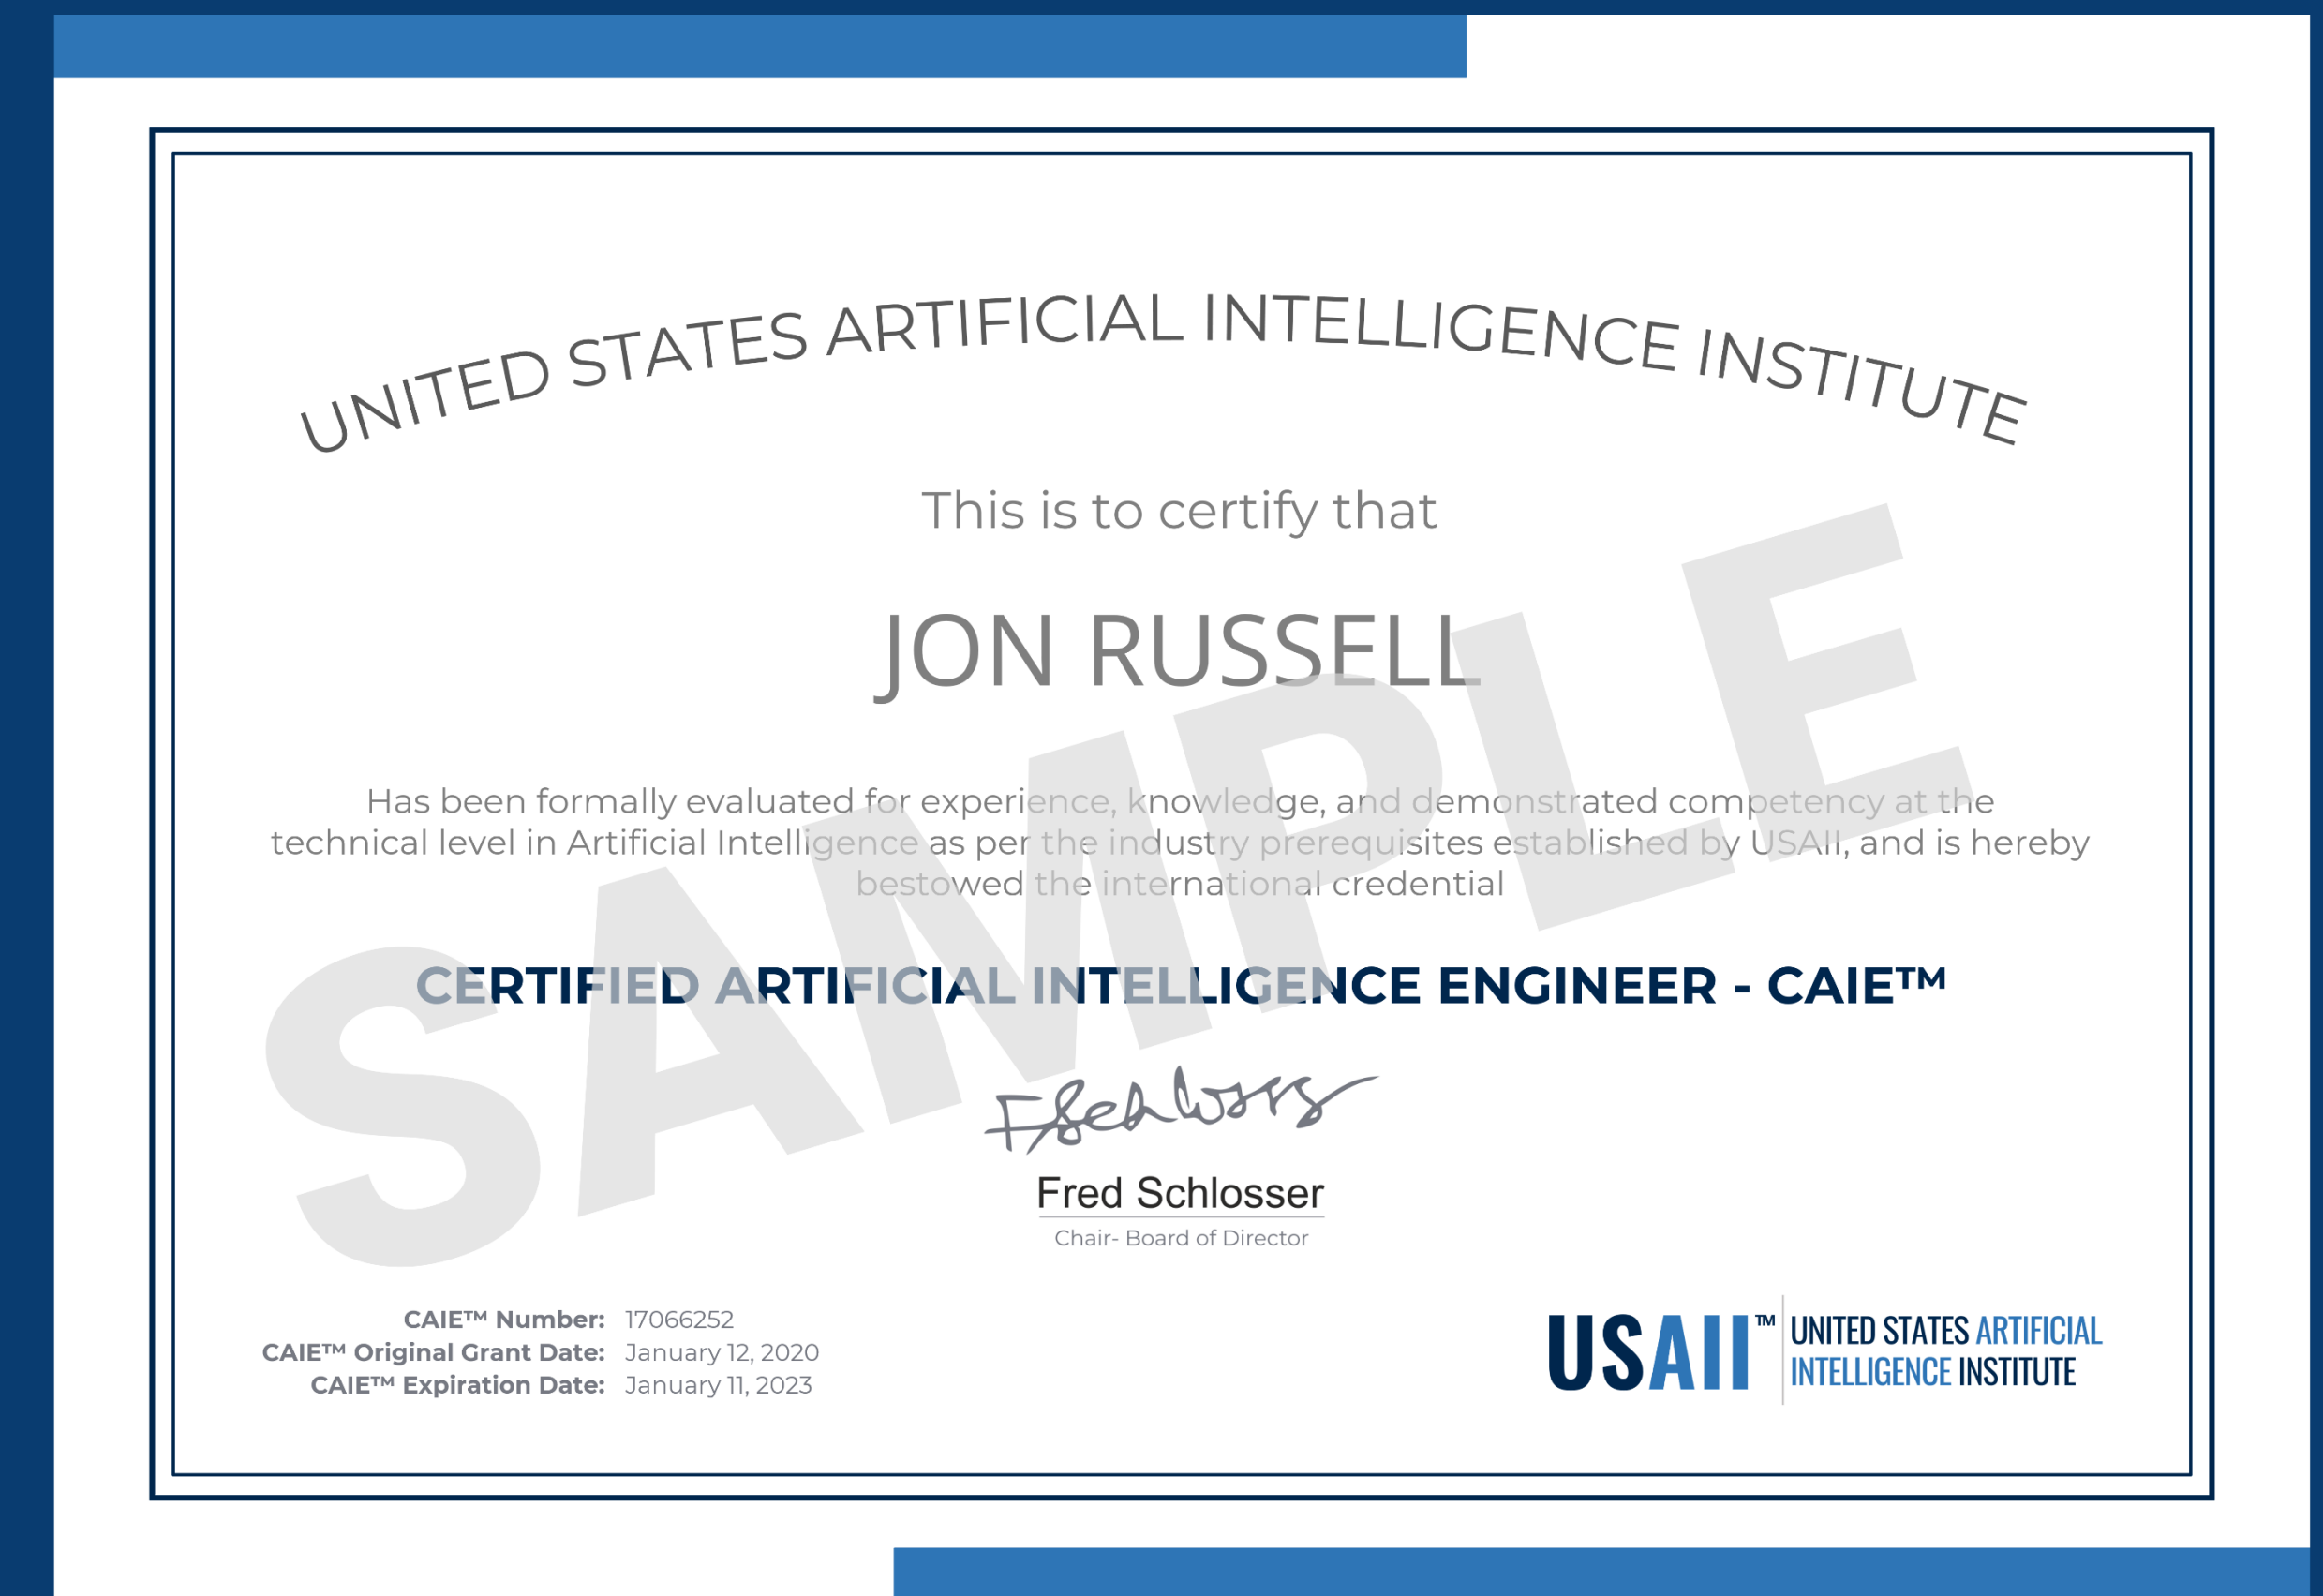 UNITED STATES ARTIFICIAL INTELLIGENCE INSTITUTE
This is to certify that
JON RUSSELL
Has been formally evaluated for experience, knowledge, and demonstrated competency at the
technical level in Artificial Intelligence as per the industry prerequisites established by USAII, and is hereby
bestowed the international credential
CERTIFIED ARTIFICIAL INTELLIGENCE ENGINEER - CAIE™
SAMPLE
Fschloss
Fred Schlosser
Chair- Board of Director
CAIE™ Number: 17066252
CAIE™ Original Grant Date: January 12, 2020
CAIE™ Expiration Date: January 11, 2023
USAII™ UNITED STATES ARTIFICIAL
INTELLIGENCE INSTITUTE